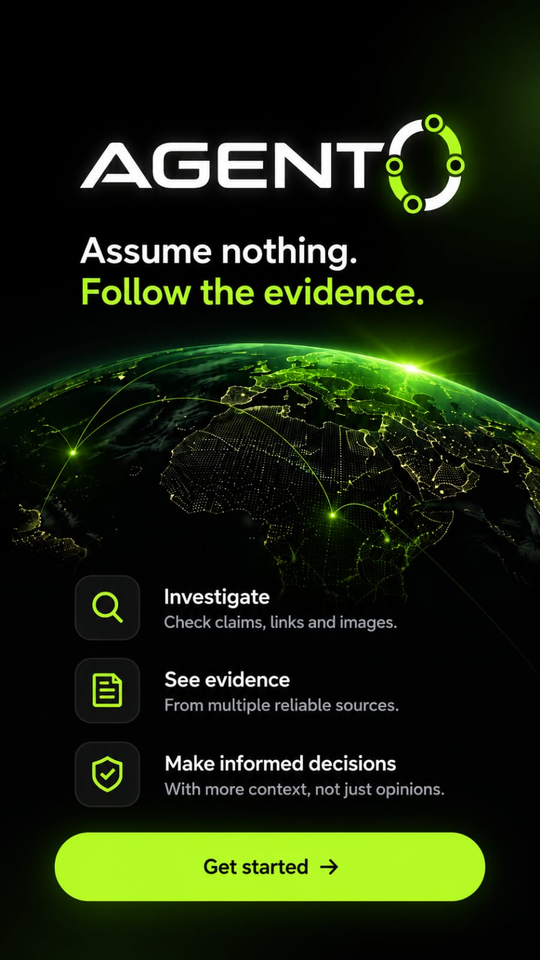 AGENTO
Assume nothing.
Follow the evidence.
Investigate
Check claims, links and images.
See evidence
From multiple reliable sources.
Make informed decisions
With more context, not just opinions.
Get started →